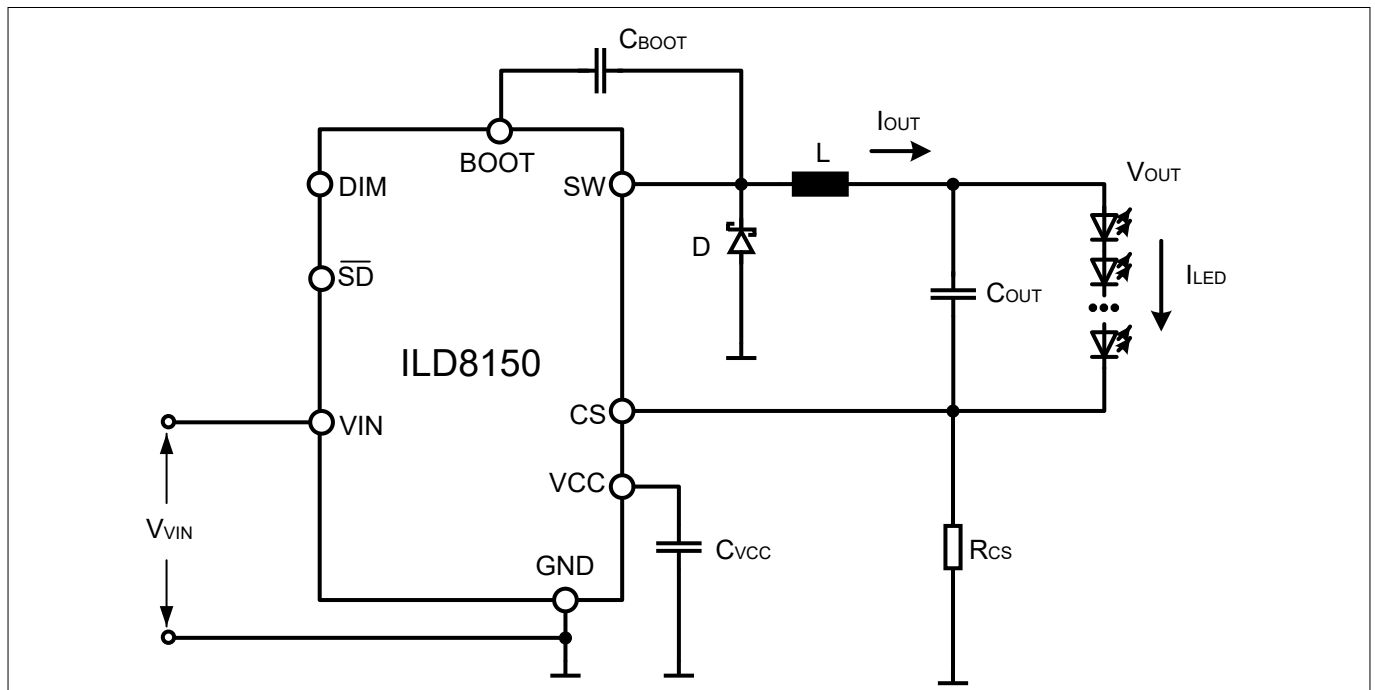 CBOOT
IOUT
BOOT
L
DIM
SW
VOUT
D
SD
COUT
ILED
ILD8150
VIN
CS
VCC
VVIN
CVCC
RCS
GND